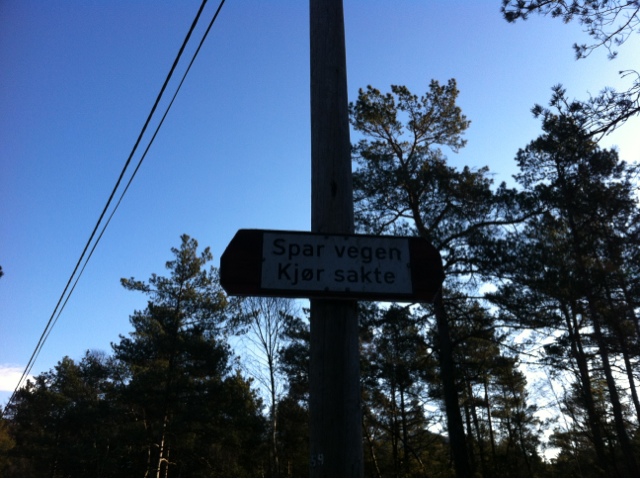 Spar vegen
Kjør sakte